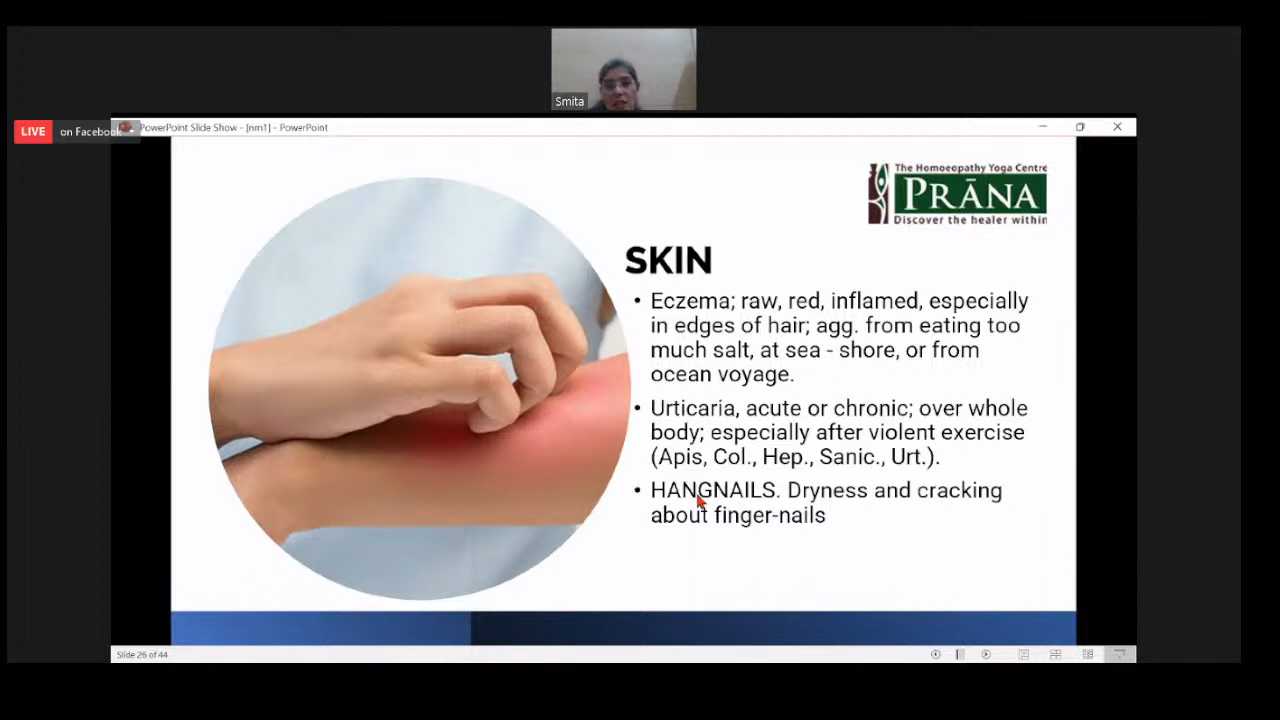 Smita
LIVE on Facebook
PowerPoint Slide Show - [nm1] - PowerPoint
The Homoeopathy Yoga Centre
PRĀNA
Discover the healer within
SKIN
• Eczema; raw, red, inflamed, especially
in edges of hair; agg. from eating too
much salt, at sea - shore, or from
ocean voyage.
• Urticaria, acute or chronic; over whole
body; especially after violent exercise
(Apis, Col., Hep., Sanic., Urt.).
• HANGNAILS. Dryness and cracking
about finger-nails
Slide 26 of 44